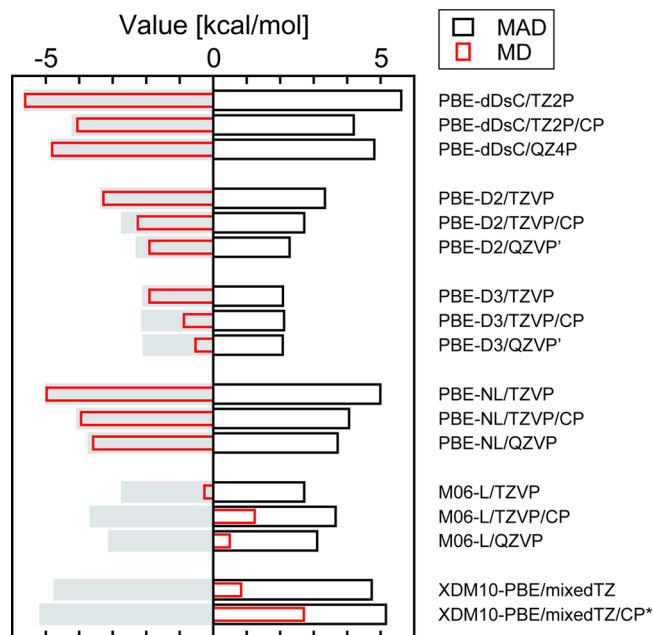 Value [kcal/mol]
-5 0 5
MAD
MD
PBE-dDsC/TZ2P
PBE-dDsC/TZ2P/CP
PBE-dDsC/QZ4P
PBE-D2/TZVP
PBE-D2/TZVP/CP
PBE-D2/QZVP’
PBE-D3/TZVP
PBE-D3/TZVP/CP
PBE-D3/QZVP’
PBE-NL/TZVP
PBE-NL/TZVP/CP
PBE-NL/QZVP
M06-L/TZVP
M06-L/TZVP/CP
M06-L/QZVP
XDM10-PBE/mixedTZ
XDM10-PBE/mixedTZ/CP*